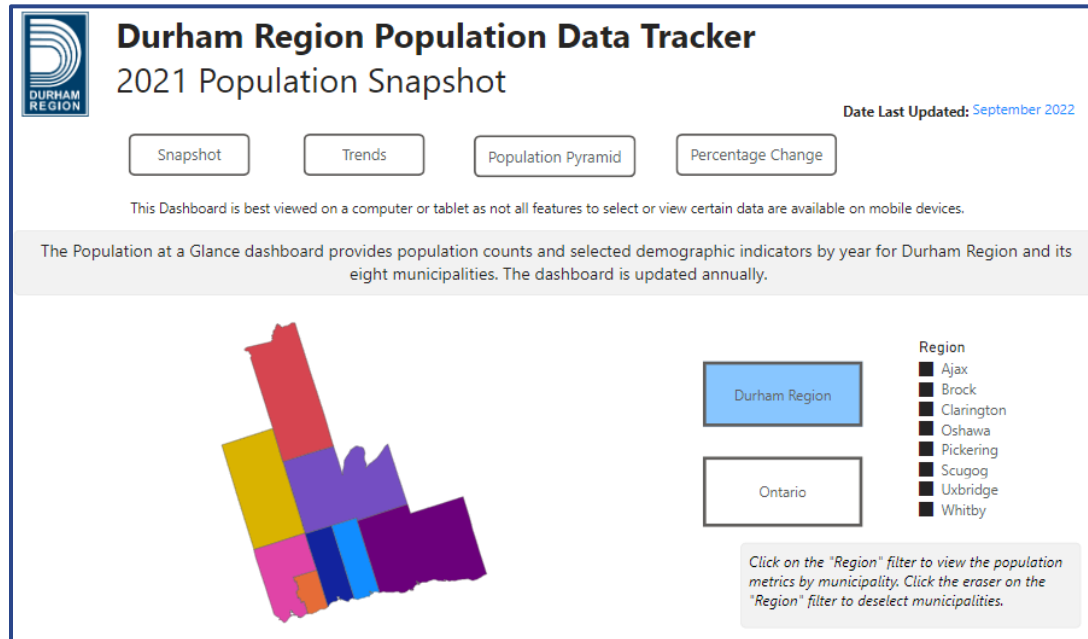 DURHAM
REGION
Durham Region Population Data Tracker
2021 Population Snapshot
Date Last Updated: September 2022
Snapshot
Trends
Population Pyramid
Percentage Change
This Dashboard is best viewed on a computer or tablet as not all features to select or view certain data are available on mobile devices.
The Population at a Glance dashboard provides population counts and selected demographic indicators by year for Durham Region and its
eight municipalities. The dashboard is updated annually.
Durham Region
Ontario
Region
Ajax
Brock
Clarington
Oshawa
Pickering
Scugog
Uxbridge
Whitby
Click on the "Region" filter to view the population
metrics by municipality. Click the eraser on the
"Region" filter to deselect municipalities.